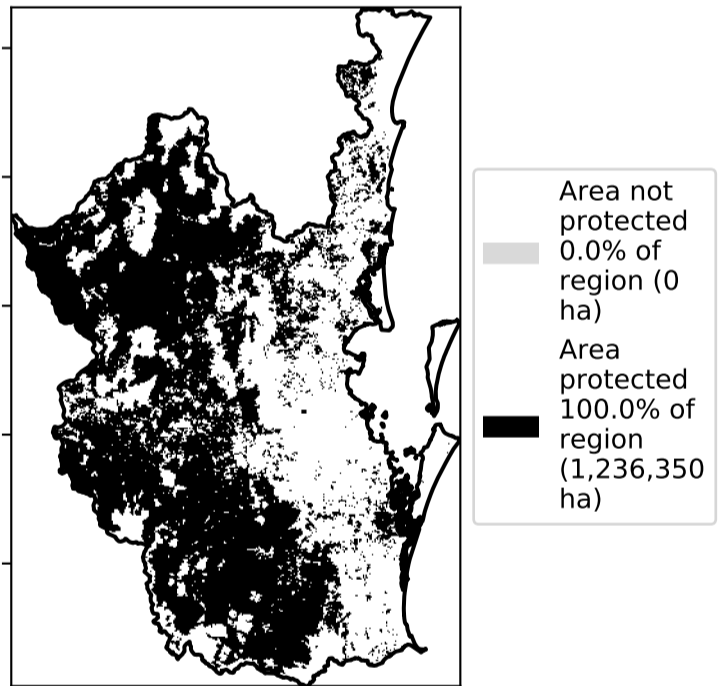 Area not
protected
0.0% of
region (0
ha)
Area
protected
100.0% of
region
(1,236,350
ha)